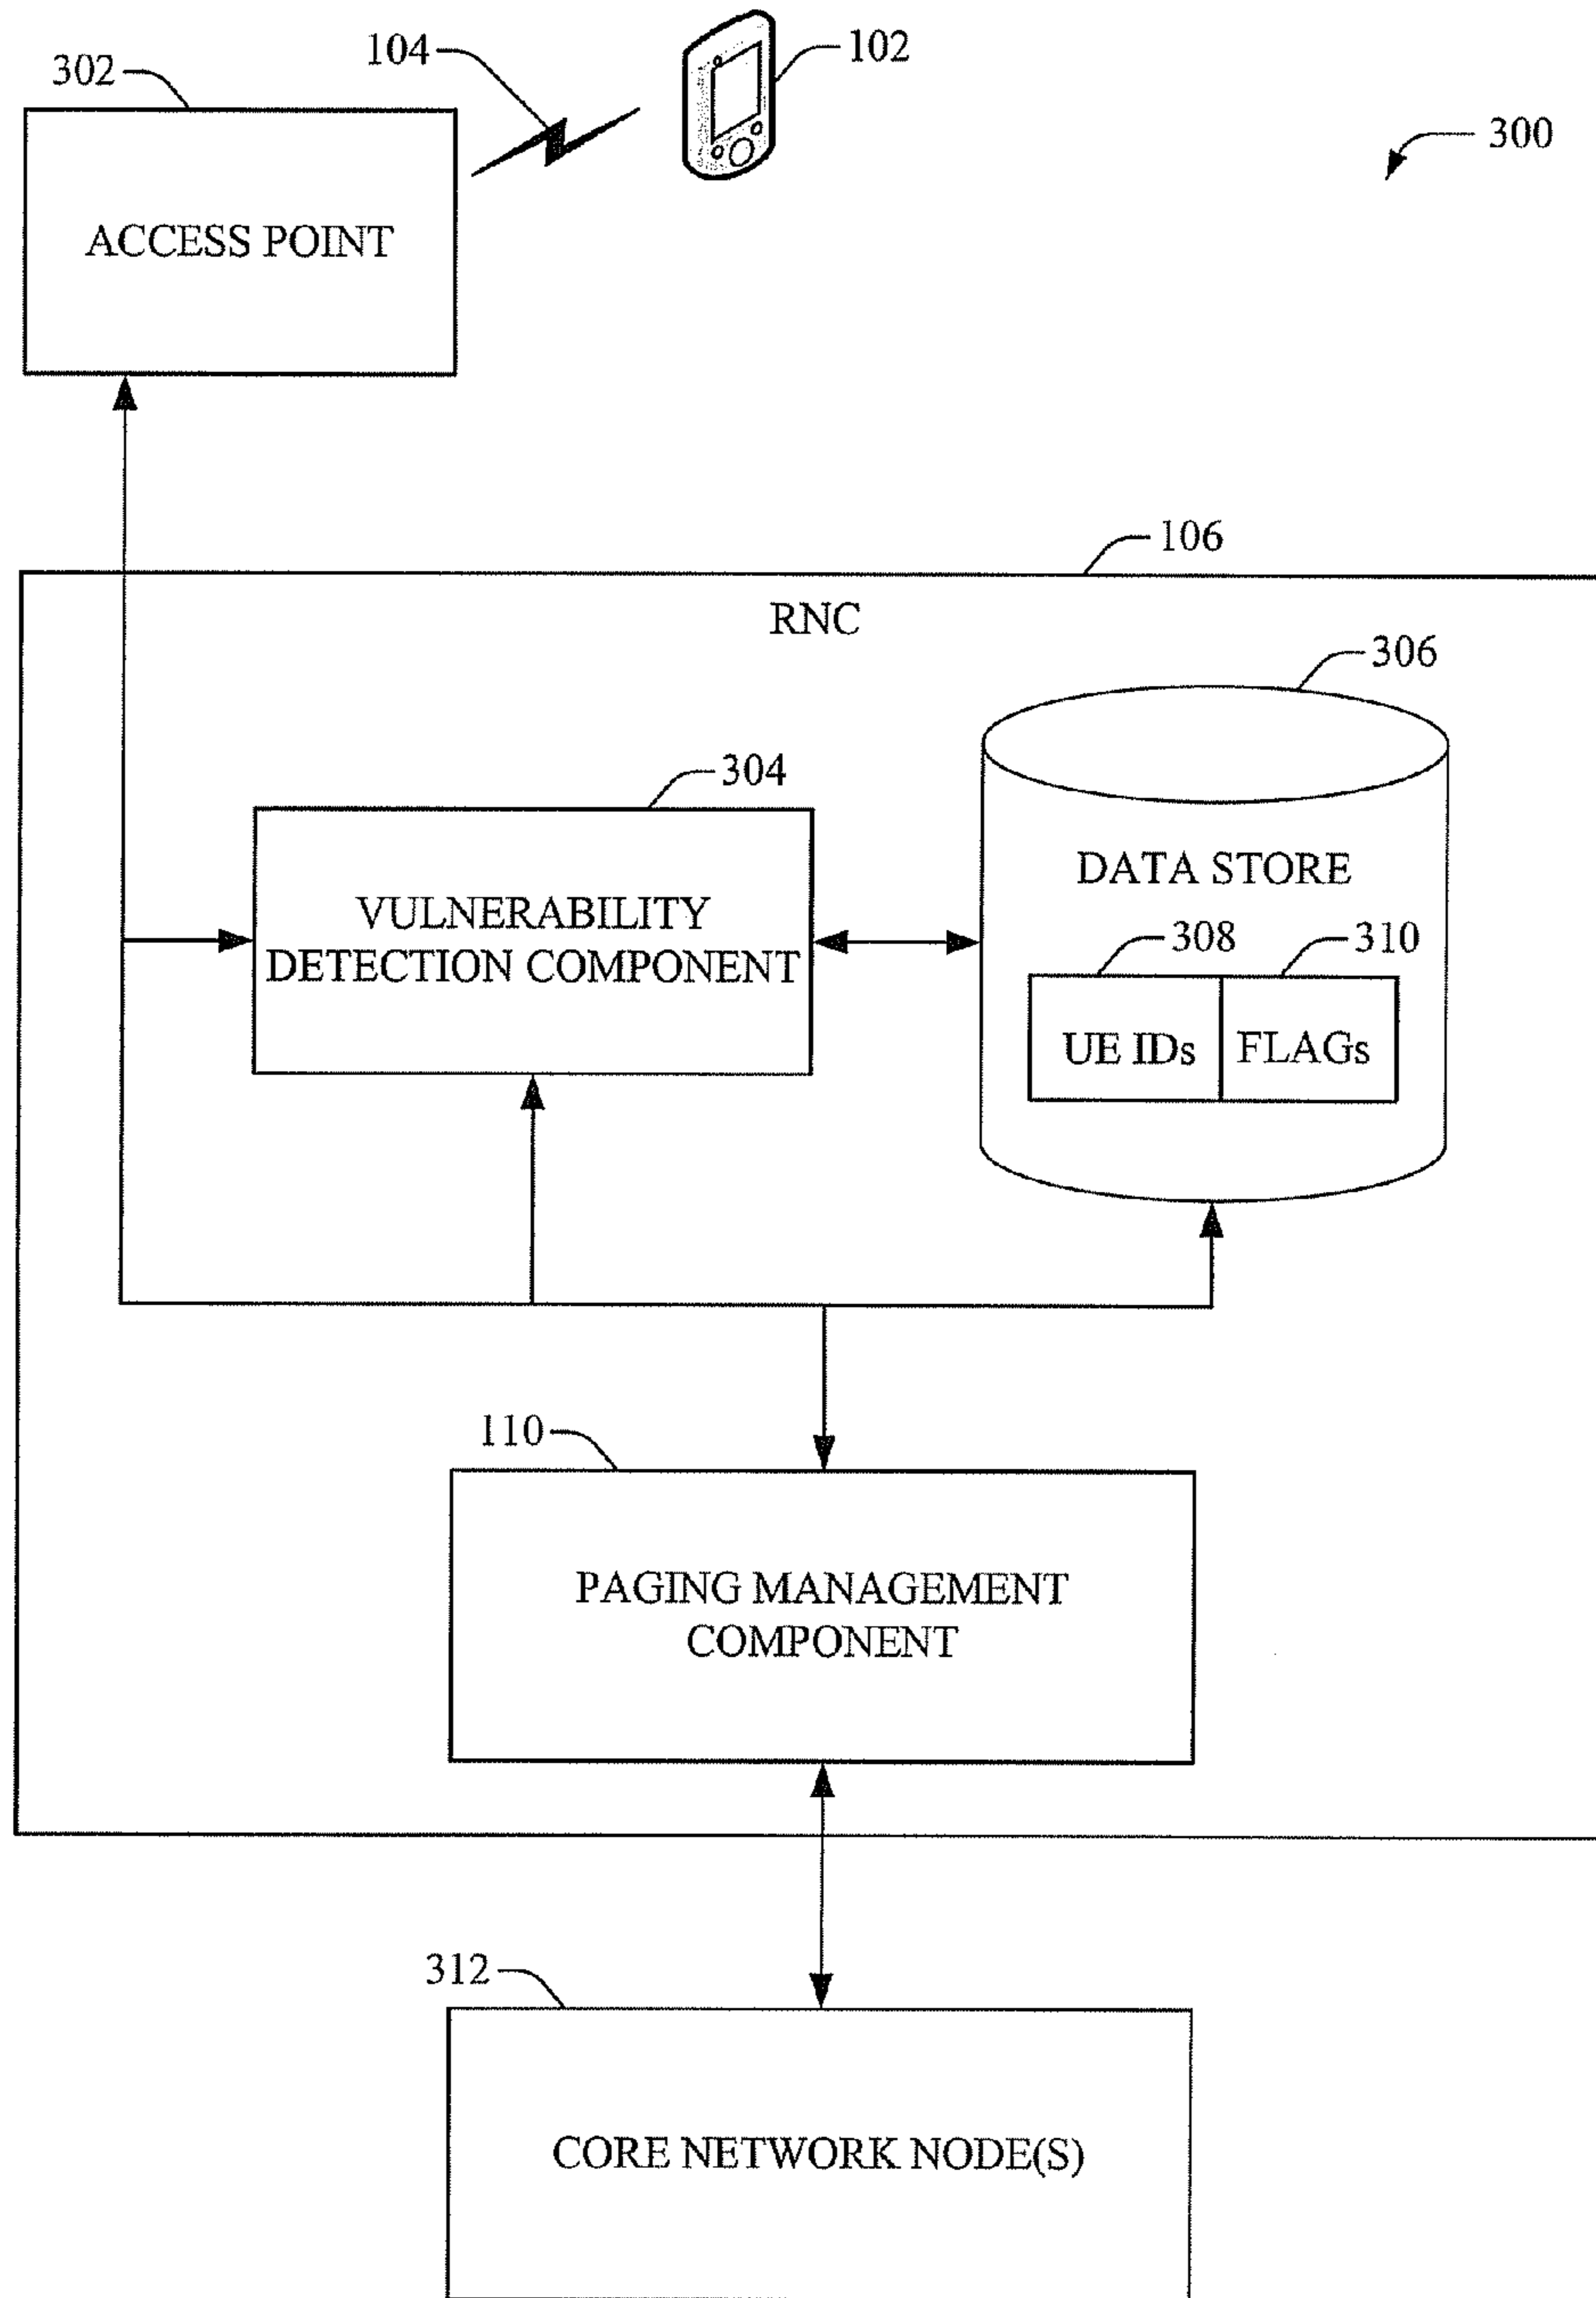 104
102
302
300
ACCESS POINT
106
RNC
306
304
DATA STORE
VULNERABILITY
DETECTION COMPONENT
308
310
UE IDs
FLAGs
110
PAGING MANAGEMENT
COMPONENT
312
CORE NETWORK NODE(S)